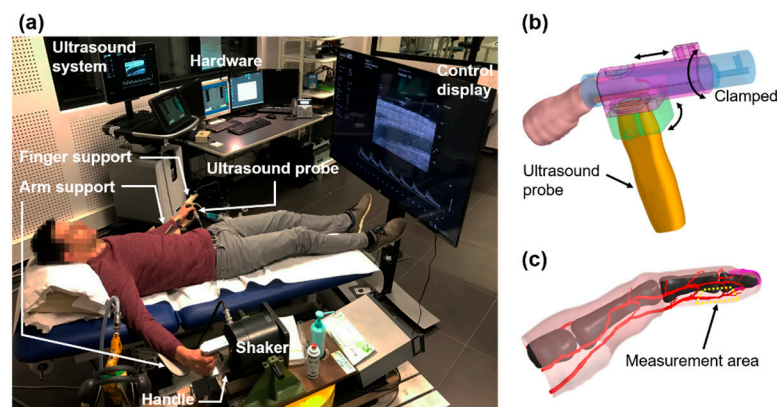 (a)
Ultrasound
system
Hardware
Control
display
Finger support
Arm support
Ultrasound probe
Shaker
Handle
(b)
Clamped
Ultrasound
probe
(c)
Measurement area